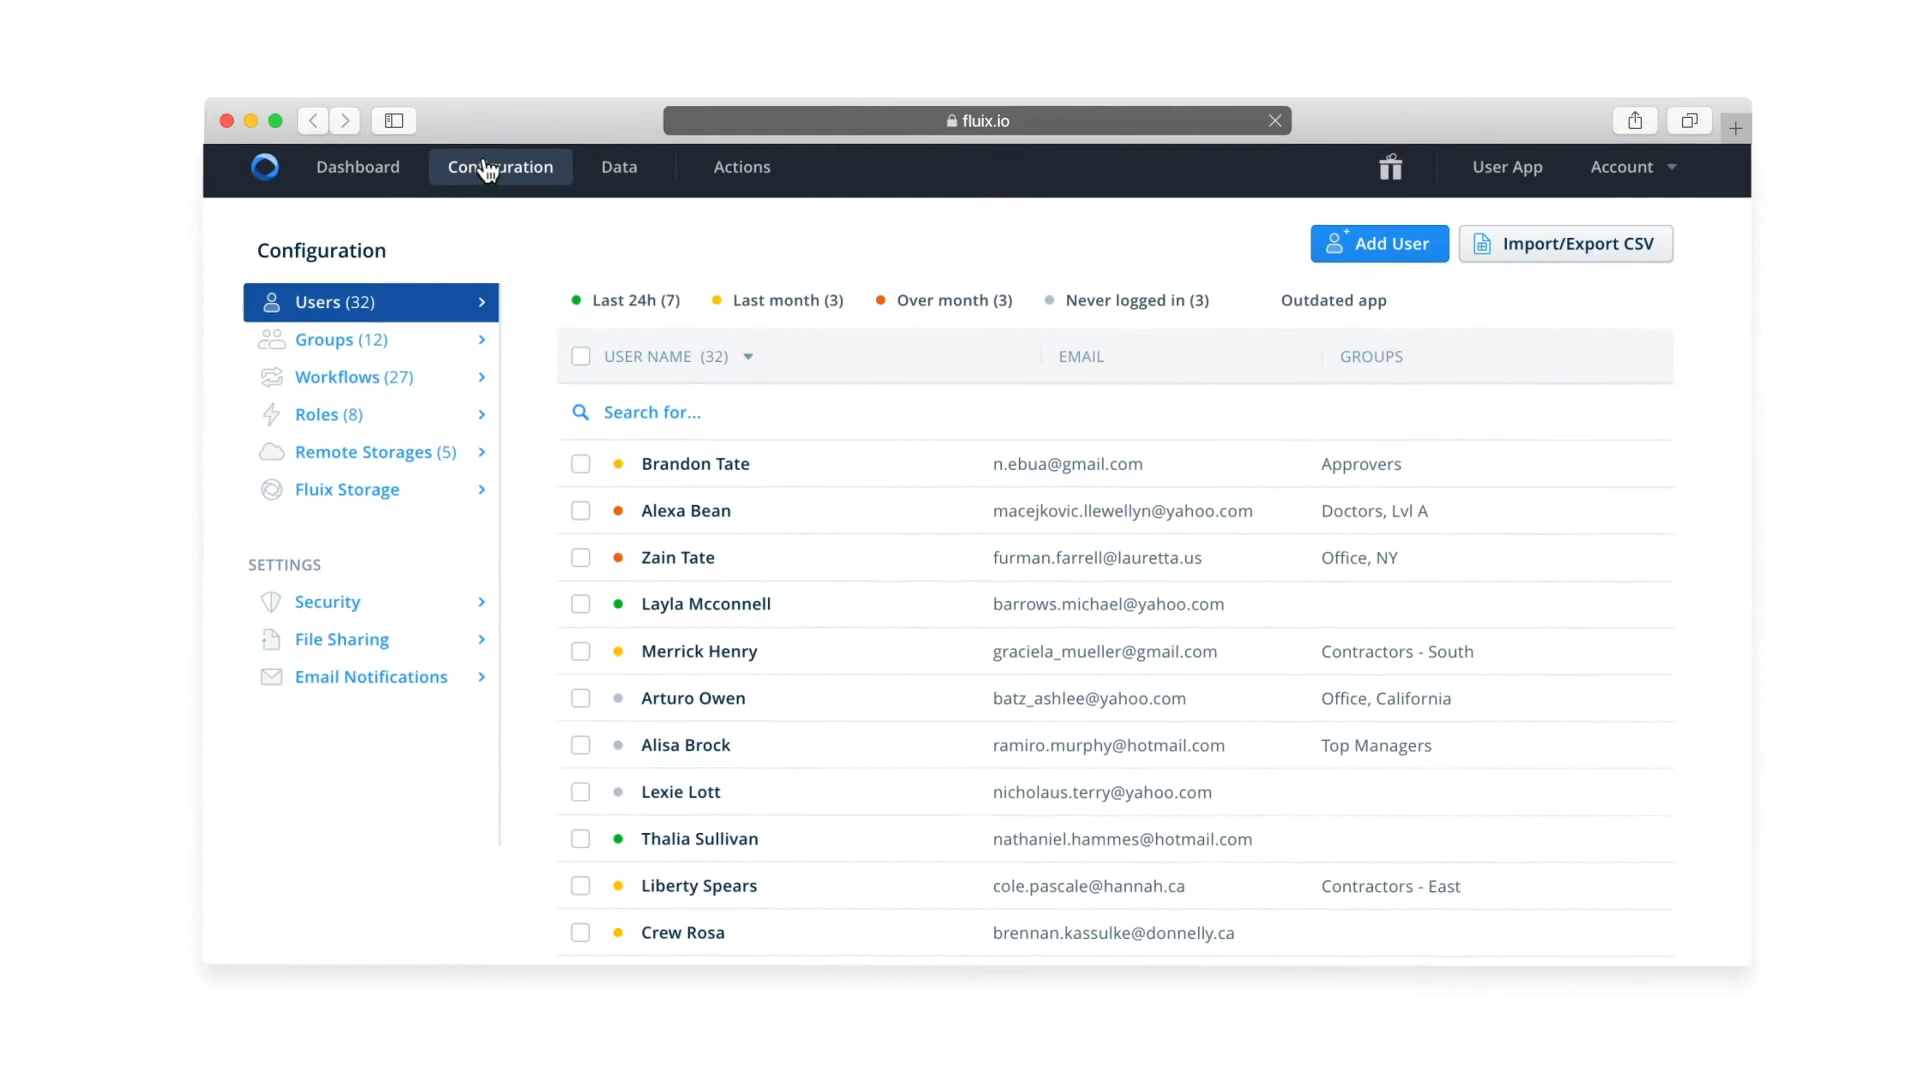 fluix.io
Dashboard Configuration Data Actions User App Account
Configuration
Add User Import/Export CSV
Users (32)
Groups (12)
Workflows (27)
Roles (8)
Remote Storages (5)
Fluix Storage
SETTINGS
Security
File Sharing
Email Notifications
Last 24h (7) Last month (3) Over month (3) Never logged in (3) Outdated app
USER NAME (32) EMAIL GROUPS
Search for...
Brandon Tate n.ebua@gmail.com Approvers
Alexa Bean macejkovic.llewellyn@yahoo.com Doctors, Lvl A
Zain Tate furman.farrell@lauretta.us Office, NY
Layla Mcconnell barrows.michael@yahoo.com
Merrick Henry graciela_mueller@gmail.com Contractors - South
Arturo Owen batz_ashlee@yahoo.com Office, California
Alisa Brock ramiro.murphy@hotmail.com Top Managers
Lexie Lott nicholaus.terry@yahoo.com
Thalia Sullivan nathaniel.hammes@hotmail.com
Liberty Spears cole.pascale@hannah.ca Contractors - East
Crew Rosa brennan.kassulke@donnelly.ca